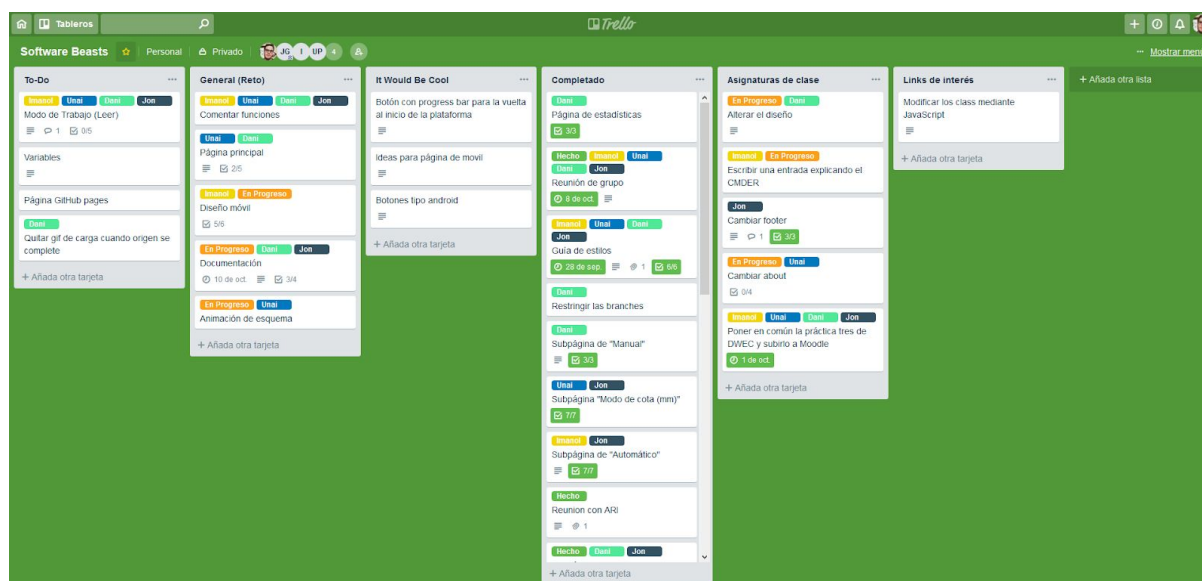 Tableros
Trello
Software Beasts
Personal
Privado
JG
I
UP
4
Mostrar menú
To-Do
Imanol Unai Dani Jon
Modo de Trabajo (Leer)
1 0/5
Variables
Página GitHub pages
Dani
Quitar gif de carga cuando origen se
complete
+ Añada otra tarjeta
General (Reto)
Imanol Unai Dani Jon
Comentar funciones
Unai Dani
Página principal
2/5
Imanol En Progreso
Diseño móvil
5/6
En Progreso Dani Jon
Documentación
10 de oct. 3/4
En Progreso Unai
Animación de esquema
+ Añada otra tarjeta
It Would Be Cool
Botón con progress bar para la vuelta
al inicio de la plataforma
Ideas para página de movil
Botones tipo android
+ Añada otra tarjeta
Completado
Dani
Página de estadísticas
3/3
Hecho Imanol Unai
Dani Jon
Reunión de grupo
8 de oct.
Imanol Unai Dani
Jon
Guía de estilos
28 de sep. 1 6/6
Dani
Restringir las branches
Dani
Subpágina de "Manual"
3/3
Unai Jon
Subpágina "Modo de cota (mm)"
7/7
Imanol Jon
Subpágina de "Automático"
7/7
Hecho
Reunion con ARI
1
Hecho Dani Jon
+ Añada otra tarjeta
Asignaturas de clase
En Progreso Dani
Alterar el diseño
Imanol En Progreso
Escribir una entrada explicando el
CMDER
Jon
Cambiar footer
1 3/3
En Progreso Unai
Cambiar about
0/4
Imanol Unai Dani Jon
Poner en común la práctica tres de
DWEC y subirlo a Moodle
1 de oct.
+ Añada otra tarjeta
Links de interés
Modificar los class mediante
JavaScript
+ Añada otra tarjeta
+ Añada otra lista